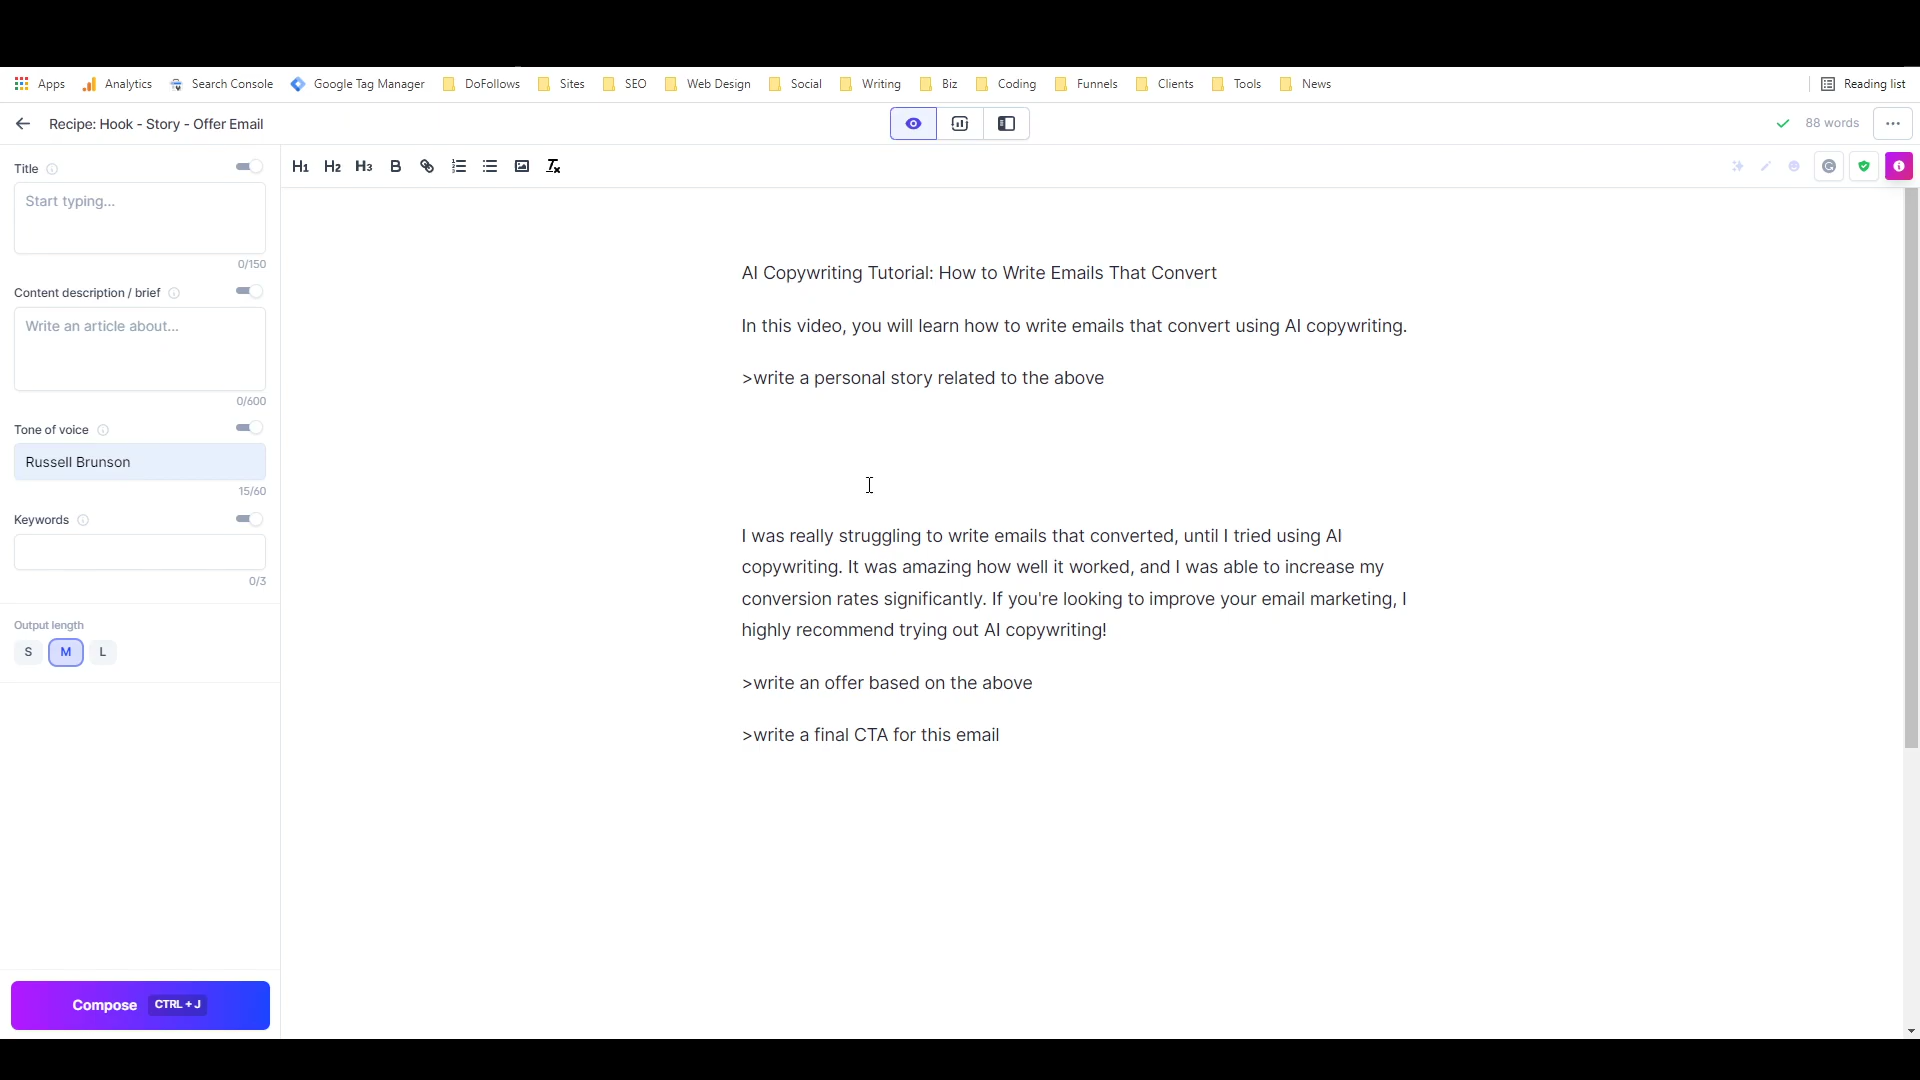 Apps Analytics Search Console Google Tag Manager DoFollows Sites SEO Web Design Social Writing Biz Coding Funnels Clients Tools News Reading list
Recipe: Hook - Story - Offer Email
88 words
Title
Start typing...
0/150
Content description / brief
Write an article about...
0/600
Tone of voice
Russell Brunson
15/60
Keywords
0/3
Output length
S M L
Compose CTRL + J
H1 H2 H3 B
AI Copywriting Tutorial: How to Write Emails That Convert
In this video, you will learn how to write emails that convert using AI copywriting.
>write a personal story related to the above
I was really struggling to write emails that converted, until I tried using AI
copywriting. It was amazing how well it worked, and I was able to increase my
conversion rates significantly. If you're looking to improve your email marketing, I
highly recommend trying out AI copywriting!
>write an offer based on the above
>write a final CTA for this email